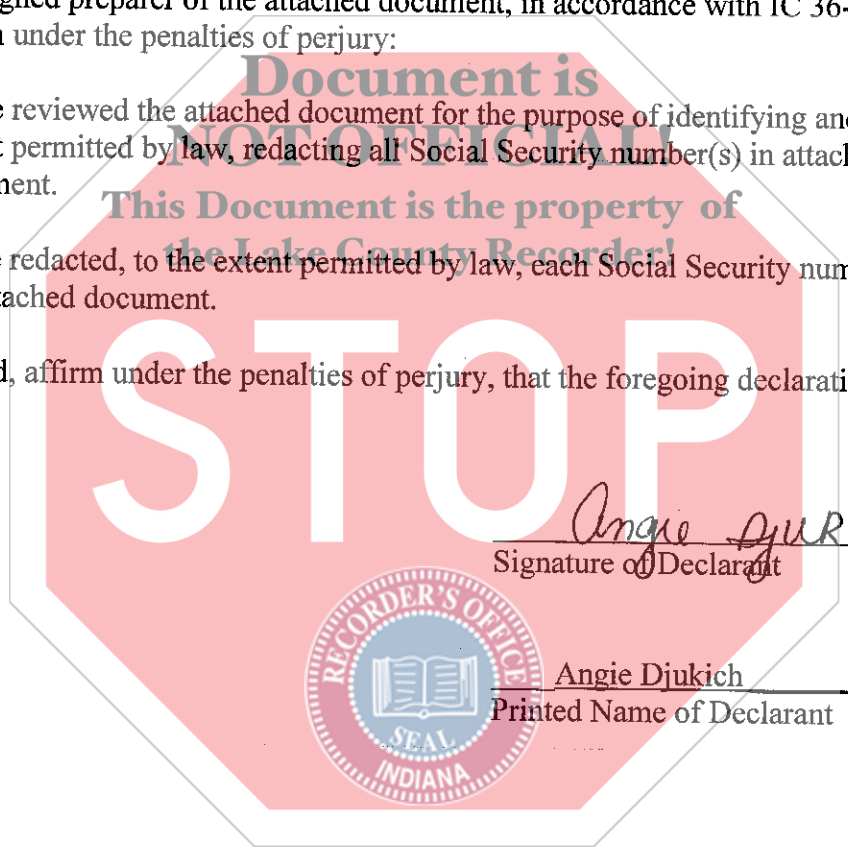 gned preparer of the attached document, in accordance with IC 36-
under the penalties of perjury:
Document is
reviewed the attached document for the purpose of identifying and
NOT OFFICIAL!
permitted by law, redacting all Social Security number(s) in attac
ment.
This Document is the property of
the Lake County Recorder!
redacted, to the extent permitted by law, each Social Security num
tached document.
STOP
, affirm under the penalties of perjury, that the foregoing declarati
Angie Djuk
Signature of Declarant
RECORDER'S OFFICE
SEAL
INDIANA
Angie Djukich
Printed Name of Declarant